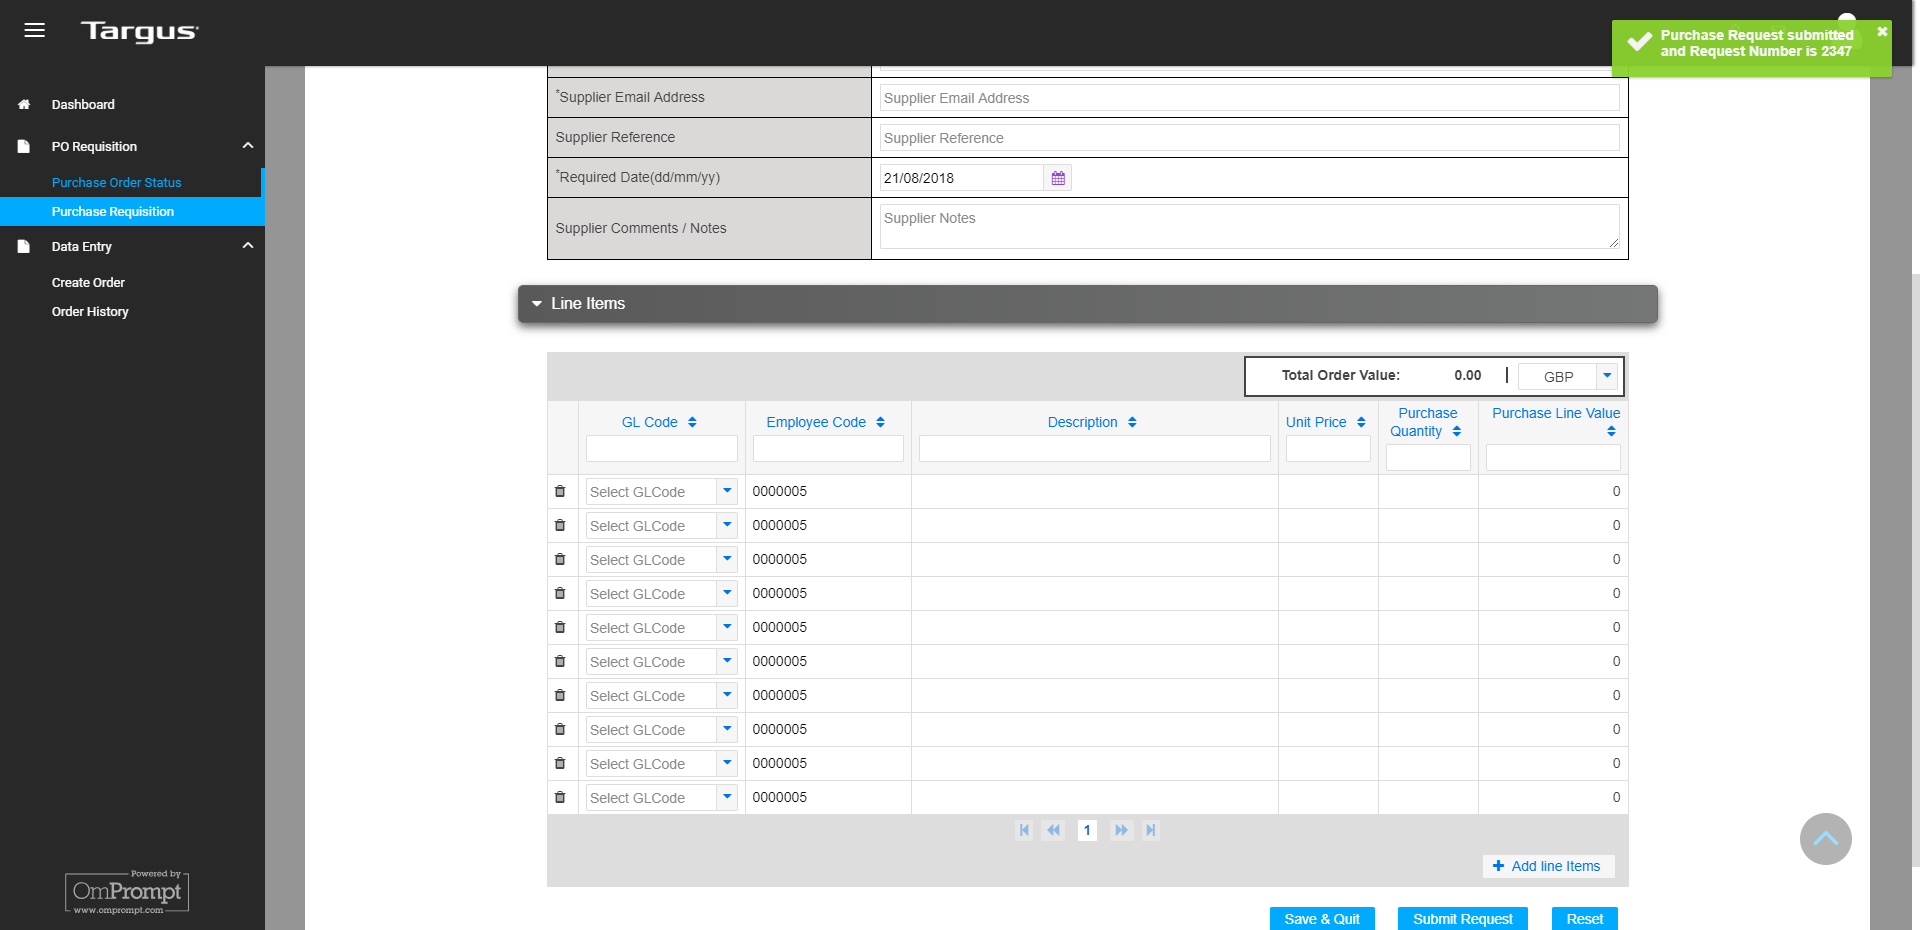 Targus
Purchase Request submitted
and Request Number is 2347
Dashboard
PO Requisition
Purchase Order Status
Purchase Requisition
Data Entry
Create Order
Order History
Powered by
OmPrompt
www.omprompt.com
*Supplier Email Address
Supplier Email Address
Supplier Reference
Supplier Reference
*Required Date(dd/mm/yy)
21/08/2018
Supplier Comments / Notes
Supplier Notes
Line Items
Total Order Value: 0.00 | GBP
GL Code
Employee Code
Description
Unit Price
Purchase
Quantity
Purchase Line Value
Select GLCode 0000005 0
Select GLCode 0000005 0
Select GLCode 0000005 0
Select GLCode 0000005 0
Select GLCode 0000005 0
Select GLCode 0000005 0
Select GLCode 0000005 0
Select GLCode 0000005 0
Select GLCode 0000005 0
Select GLCode 0000005 0
1
Add line Items
Save & Quit
Submit Request
Reset